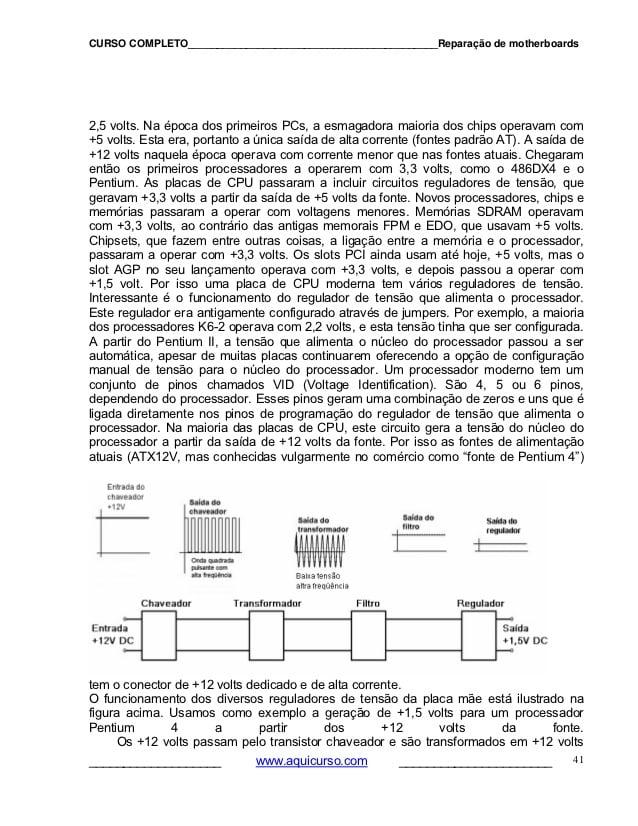 CURSO COMPLETO__________________________________________Reparação de motherboards
2,5 volts. Na época dos primeiros PCs, a esmagadora maioria dos chips operavam com
+5 volts. Esta era, portanto a única saída de alta corrente (fontes padrão AT). A saída de
+12 volts naquela época operava com corrente menor que nas fontes atuais. Chegaram
então os primeiros processadores a operarem com 3,3 volts, como o 486DX4 e o
Pentium. As placas de CPU passaram a incluir circuitos reguladores de tensão, que
geravam +3,3 volts a partir da saída de +5 volts da fonte. Novos processadores, chips e
memórias passaram a operar com voltagens menores. Memórias SDRAM operavam
com +3,3 volts, ao contrário das antigas memorais FPM e EDO, que usavam +5 volts.
Chipsets, que fazem entre outras coisas, a ligação entre a memória e o processador,
passaram a operar com +3,3 volts. Os slots PCI ainda usam até hoje, +5 volts, mas o
slot AGP no seu lançamento operava com +3,3 volts, e depois passou a operar com
+1,5 volt. Por isso uma placa de CPU moderna tem vários reguladores de tensão.
Interessante é o funcionamento do regulador de tensão que alimenta o processador.
Este regulador era antigamente configurado através de jumpers. Por exemplo, a maioria
dos processadores K6-2 operava com 2,2 volts, e esta tensão tinha que ser configurada.
A partir do Pentium II, a tensão que alimenta o núcleo do processador passou a ser
automática, apesar de muitas placas continuarem oferecendo a opção de configuração
manual de tensão para o núcleo do processador. Um processador moderno tem um
conjunto de pinos chamados VID (Voltage Identification). São 4, 5 ou 6 pinos,
dependendo do processador. Esses pinos geram uma combinação de zeros e uns que é
ligada diretamente nos pinos de programação do regulador de tensão que alimenta o
processador. Na maioria das placas de CPU, este circuito gera a tensão do núcleo do
processador a partir da saída de +12 volts da fonte. Por isso as fontes de alimentação
atuais (ATX12V, mas conhecidas vulgarmente no comércio como “fonte de Pentium 4”)
Entrada do
chaveador
+12V
Saída do
chaveador
Onda quadrada
pulsante com
alta freqüência
Saída do
transformador
Baixa tensão
altra freqüência
Saída do
filtro
Saída do
regulador
Chaveador Transformador Filtro Regulador
Entrada
+12V DC
Saída
+1,5V DC
tem o conector de +12 volts dedicado e de alta corrente.
O funcionamento dos diversos reguladores de tensão da placa mãe está ilustrado na
figura acima. Usamos como exemplo a geração de +1,5 volts para um processador
Pentium 4 a partir dos +12 volts da fonte.
Os +12 volts passam pelo transistor chaveador e são transformados em +12 volts
___________________ www.aquicurso.com ______________________ 41